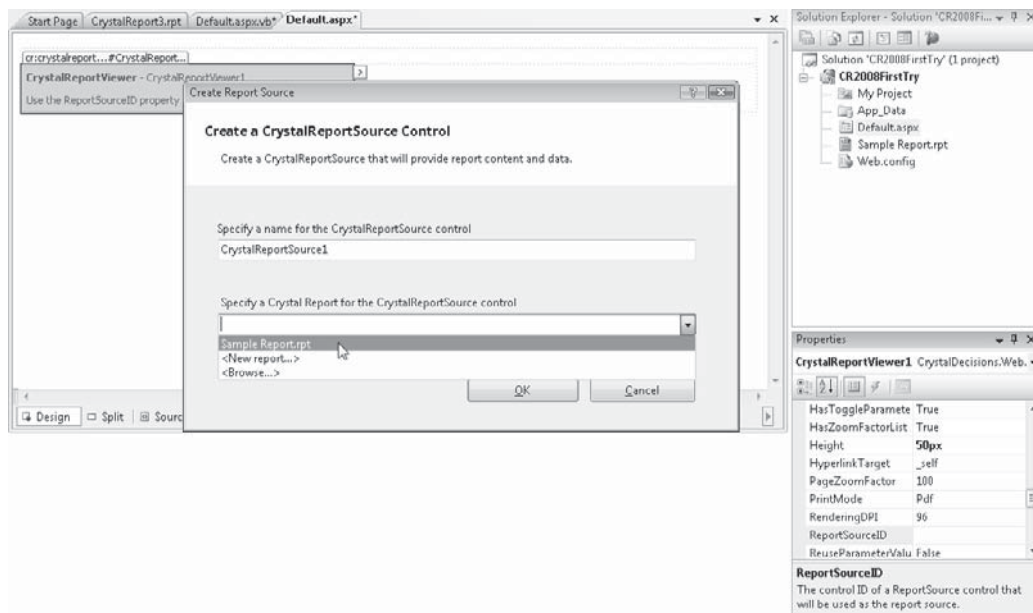 Start Page
CrystalReport3.rpt
Default.aspx.vb*
Default.aspx*
cr:crystalreport...#CrystalReport...
CrystalReportViewer - CrystalReportViewer1
Use the ReportSourceID property
Create Report Source
Create a CrystalReportSource Control
Create a CrystalReportSource that will provide report content and data.
Specify a name for the CrystalReportSource control
CrystalReportSource1
Specify a Crystal Report for the CrystalReportSource control
Sample Report.rpt
<New report...>
<Browse...>
OK
Cancel
Design
Split
Sourc
Solution Explorer - Solution 'CR2008Fi...
Solution 'CR2008FirstTry' (1 project)
CR2008FirstTry
My Project
App_Data
Default.aspx
Sample Report.rpt
Web.config
Properties
CrystalReportViewer1 CrystalDecisions.Web.
HasToggleParamete True
HasZoomFactorList True
Height 50px
HyperlinkTarget _self
PageZoomFactor 100
PrintMode Pdf
RenderingDPI 96
ReportSourceID
ReuseParameterValu False
ReportSourceID
The control ID of a ReportSource control that
will be used as the report source.